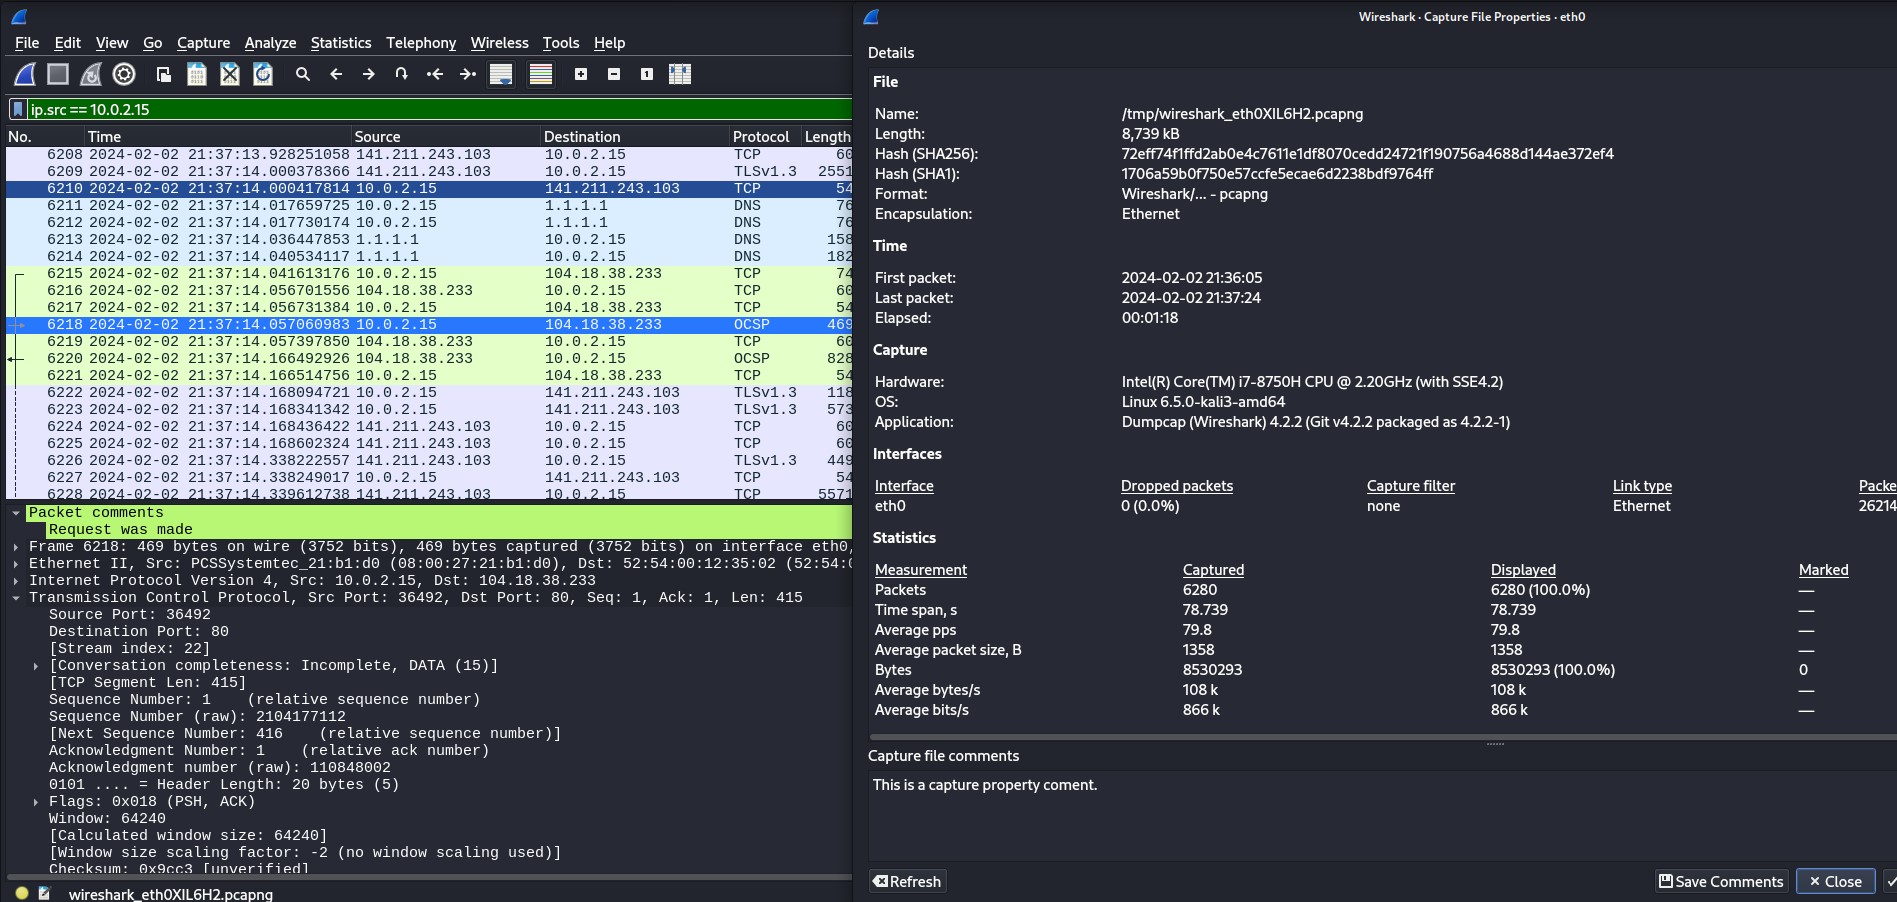 File Edit View Go Capture Analyze Statistics Telephony Wireless Tools Help
ip.src == 10.0.2.15
No. Time Source Destination Protocol Length
6208 2024-02-02 21:37:13.928251058 141.211.243.103 10.0.2.15 TCP 60
6209 2024-02-02 21:37:14.000378366 141.211.243.103 10.0.2.15 TLSv1.3 2551
6210 2024-02-02 21:37:14.000417814 10.0.2.15 141.211.243.103 TCP 54
6211 2024-02-02 21:37:14.017659725 10.0.2.15 1.1.1.1 DNS 76
6212 2024-02-02 21:37:14.017730174 10.0.2.15 1.1.1.1 DNS 76
6213 2024-02-02 21:37:14.036447853 1.1.1.1 10.0.2.15 DNS 158
6214 2024-02-02 21:37:14.040534117 1.1.1.1 10.0.2.15 DNS 182
6215 2024-02-02 21:37:14.041613176 10.0.2.15 104.18.38.233 TCP 74
6216 2024-02-02 21:37:14.056701556 104.18.38.233 10.0.2.15 TCP 60
6217 2024-02-02 21:37:14.056731384 10.0.2.15 104.18.38.233 TCP 54
6218 2024-02-02 21:37:14.057060983 10.0.2.15 104.18.38.233 OCSP 469
6219 2024-02-02 21:37:14.057397850 104.18.38.233 10.0.2.15 TCP 60
6220 2024-02-02 21:37:14.166492926 104.18.38.233 10.0.2.15 OCSP 828
6221 2024-02-02 21:37:14.166514756 10.0.2.15 104.18.38.233 TCP 54
6222 2024-02-02 21:37:14.168094721 10.0.2.15 141.211.243.103 TLSv1.3 118
6223 2024-02-02 21:37:14.168341342 10.0.2.15 141.211.243.103 TLSv1.3 573
6224 2024-02-02 21:37:14.168436422 141.211.243.103 10.0.2.15 TCP 60
6225 2024-02-02 21:37:14.168602324 141.211.243.103 10.0.2.15 TCP 60
6226 2024-02-02 21:37:14.338222557 141.211.243.103 10.0.2.15 TLSv1.3 449
6227 2024-02-02 21:37:14.338249017 10.0.2.15 141.211.243.103 TCP 54
6228 2024-02-02 21:37:14.339612738 141.211.243.103 10.0.2.15 TCP 5571
Packet comments
Request was made
Frame 6218: 469 bytes on wire (3752 bits), 469 bytes captured (3752 bits) on interface eth0,
Ethernet II, Src: PCSSystemtec_21:b1:d0 (08:00:27:21:b1:d0), Dst: 52:54:00:12:35:02 (52:54:0
Internet Protocol Version 4, Src: 10.0.2.15, Dst: 104.18.38.233
Transmission Control Protocol, Src Port: 36492, Dst Port: 80, Seq: 1, Ack: 1, Len: 415
Source Port: 36492
Destination Port: 80
[Stream index: 22]
[Conversation completeness: Incomplete, DATA (15)]
[TCP Segment Len: 415]
Sequence Number: 1 (relative sequence number)
Sequence Number (raw): 2104177112
[Next Sequence Number: 416 (relative sequence number)]
Acknowledgment Number: 1 (relative ack number)
Acknowledgment number (raw): 110848002
0101 .... = Header Length: 20 bytes (5)
Flags: 0x018 (PSH, ACK)
Window: 64240
[Calculated window size: 64240]
[Window size scaling factor: -2 (no window scaling used)]
Checksum: 0x9cc3 [unverified]
wireshark_eth0XIL6H2.pcapng
Wireshark · Capture File Properties · eth0
Details
File
Name: /tmp/wireshark_eth0XIL6H2.pcapng
Length: 8,739 kB
Hash (SHA256): 72eff74f1ffd2ab0e4c7611e1df8070cedd24721f190756a4688d144ae372ef4
Hash (SHA1): 1706a59b0f750e57ccfe5ecae6d2238bdf9764ff
Format: Wireshark/... - pcapng
Encapsulation: Ethernet
Time
First packet: 2024-02-02 21:36:05
Last packet: 2024-02-02 21:37:24
Elapsed: 00:01:18
Capture
Hardware: Intel(R) Core(TM) i7-8750H CPU @ 2.20GHz (with SSE4.2)
OS: Linux 6.5.0-kali3-amd64
Application: Dumpcap (Wireshark) 4.2.2 (Git v4.2.2 packaged as 4.2.2-1)
Interfaces
Interface Dropped packets Capture filter Link type Packe
eth0 0 (0.0%) none Ethernet 26214
Statistics
Measurement Captured Displayed Marked
Packets 6280 6280 (100.0%) —
Time span, s 78.739 78.739 —
Average pps 79.8 79.8 —
Average packet size, B 1358 1358 —
Bytes 8530293 8530293 (100.0%) 0
Average bytes/s 108 k 108 k —
Average bits/s 866 k 866 k —
Capture file comments
This is a capture property coment.
Refresh Save Comments Close